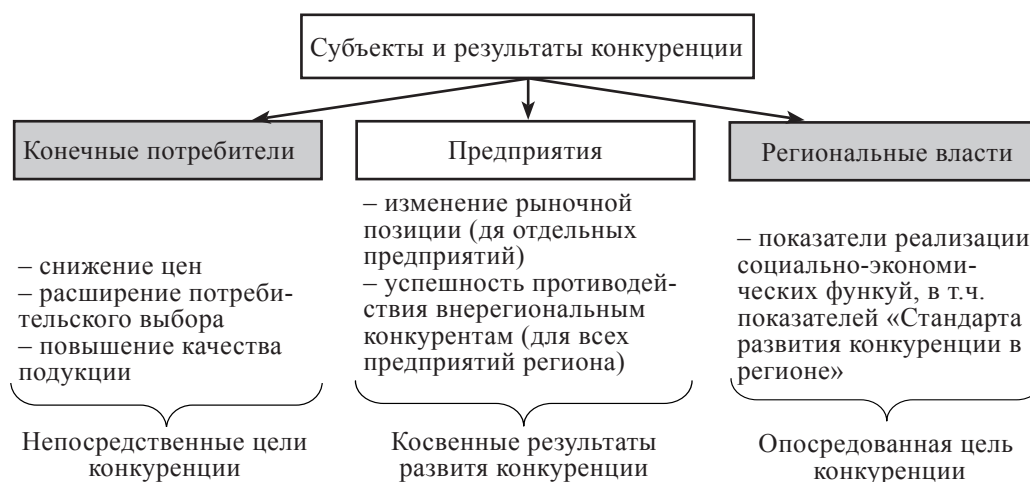 Субъекты и результаты конкуренции
Конечные потребители
Предприятия
Региональные власти
– снижение цен
– расширение потреби-
тельского выбора
– повышение качества
подукции
– изменение рыночной
позиции (дя отдельных
предприятий)
– успешность противодей-
ствия внерегиональным
конкурентам (для всех
предприятий региона)
– показатели реализации
социально-экономи-
ческих функуй, в т.ч.
показателей «Стандарта
развития конкуренции в
регионе»
Непосредственные цели
конкуренции
Косвенные результаты
развитя конкуренции
Опосредованная цель
конкуренции